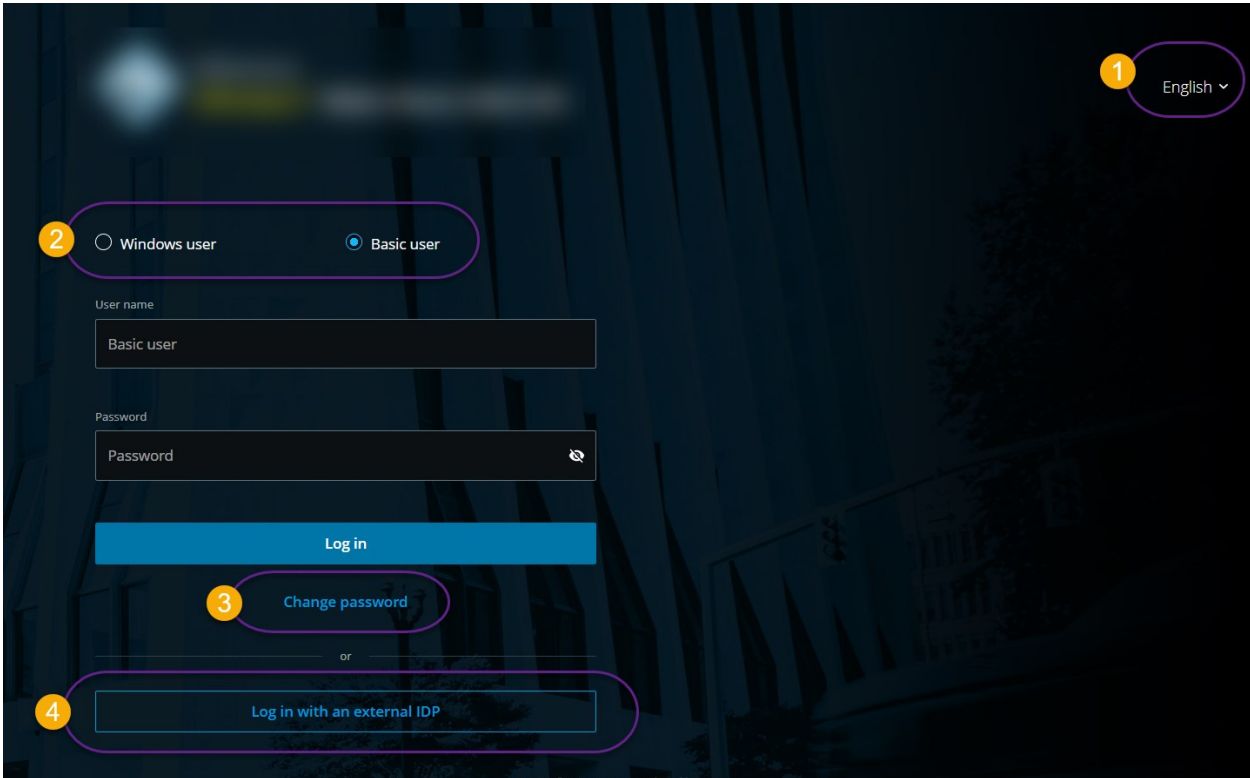 1
English
2
Windows user Basic user
User name
Basic user
Password
Password
Log in
3
Change password
or
4
Log in with an external IDP